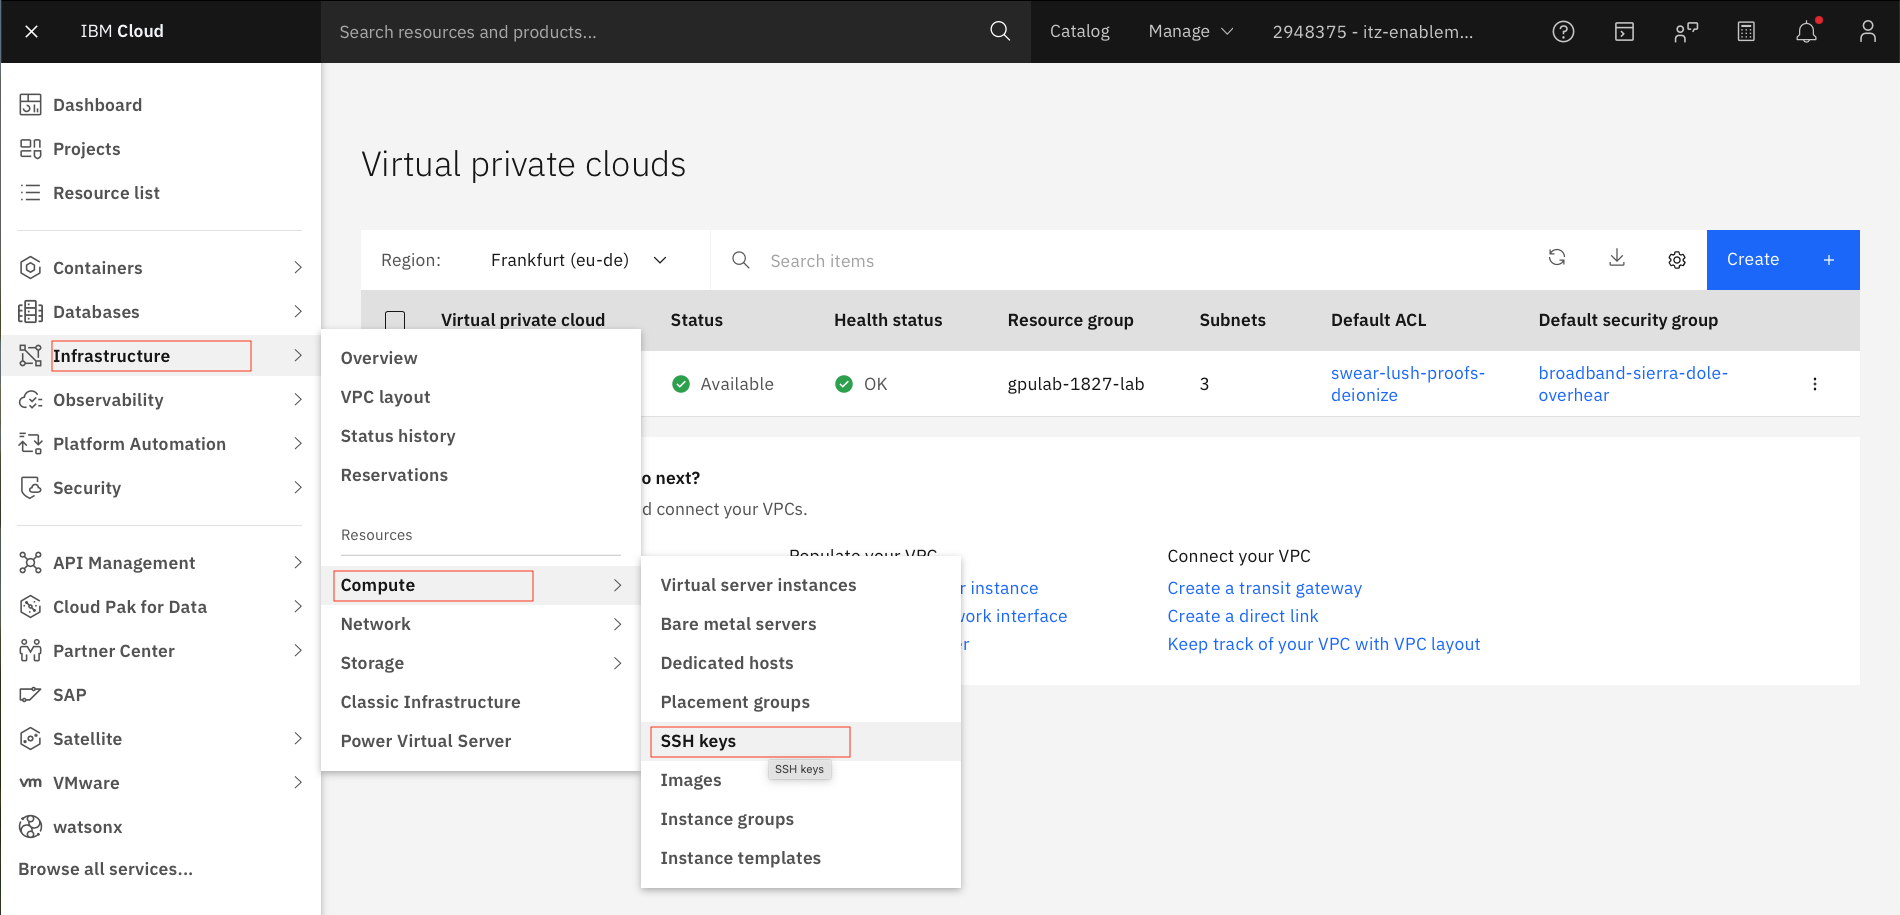 IBM Cloud
Search resources and products...
Catalog
Manage
2948375 - itz-enablem...
Dashboard
Projects
Resource list
Containers
Databases
Infrastructure
Observability
Platform Automation
Security
API Management
Cloud Pak for Data
Partner Center
SAP
Satellite
vm VMware
watsonx
Browse all services...
Virtual private clouds
Region:
Frankfurt (eu-de)
Search items
Create +
Virtual private cloud
Status
Health status
Resource group
Subnets
Default ACL
Default security group
Available
OK
gpulab-1827-lab
3
swear-lush-proofs-
deionize
broadband-sierra-dole-
overhear
Overview
VPC layout
Status history
Reservations
Resources
Compute
Network
Storage
Classic Infrastructure
Power Virtual Server
o next?
d connect your VPCs.
Populate your VPC
r instance
work interface
er
Connect your VPC
Create a transit gateway
Create a direct link
Keep track of your VPC with VPC layout
Virtual server instances
Bare metal servers
Dedicated hosts
Placement groups
SSH keys
SSH keys
Images
Instance groups
Instance templates